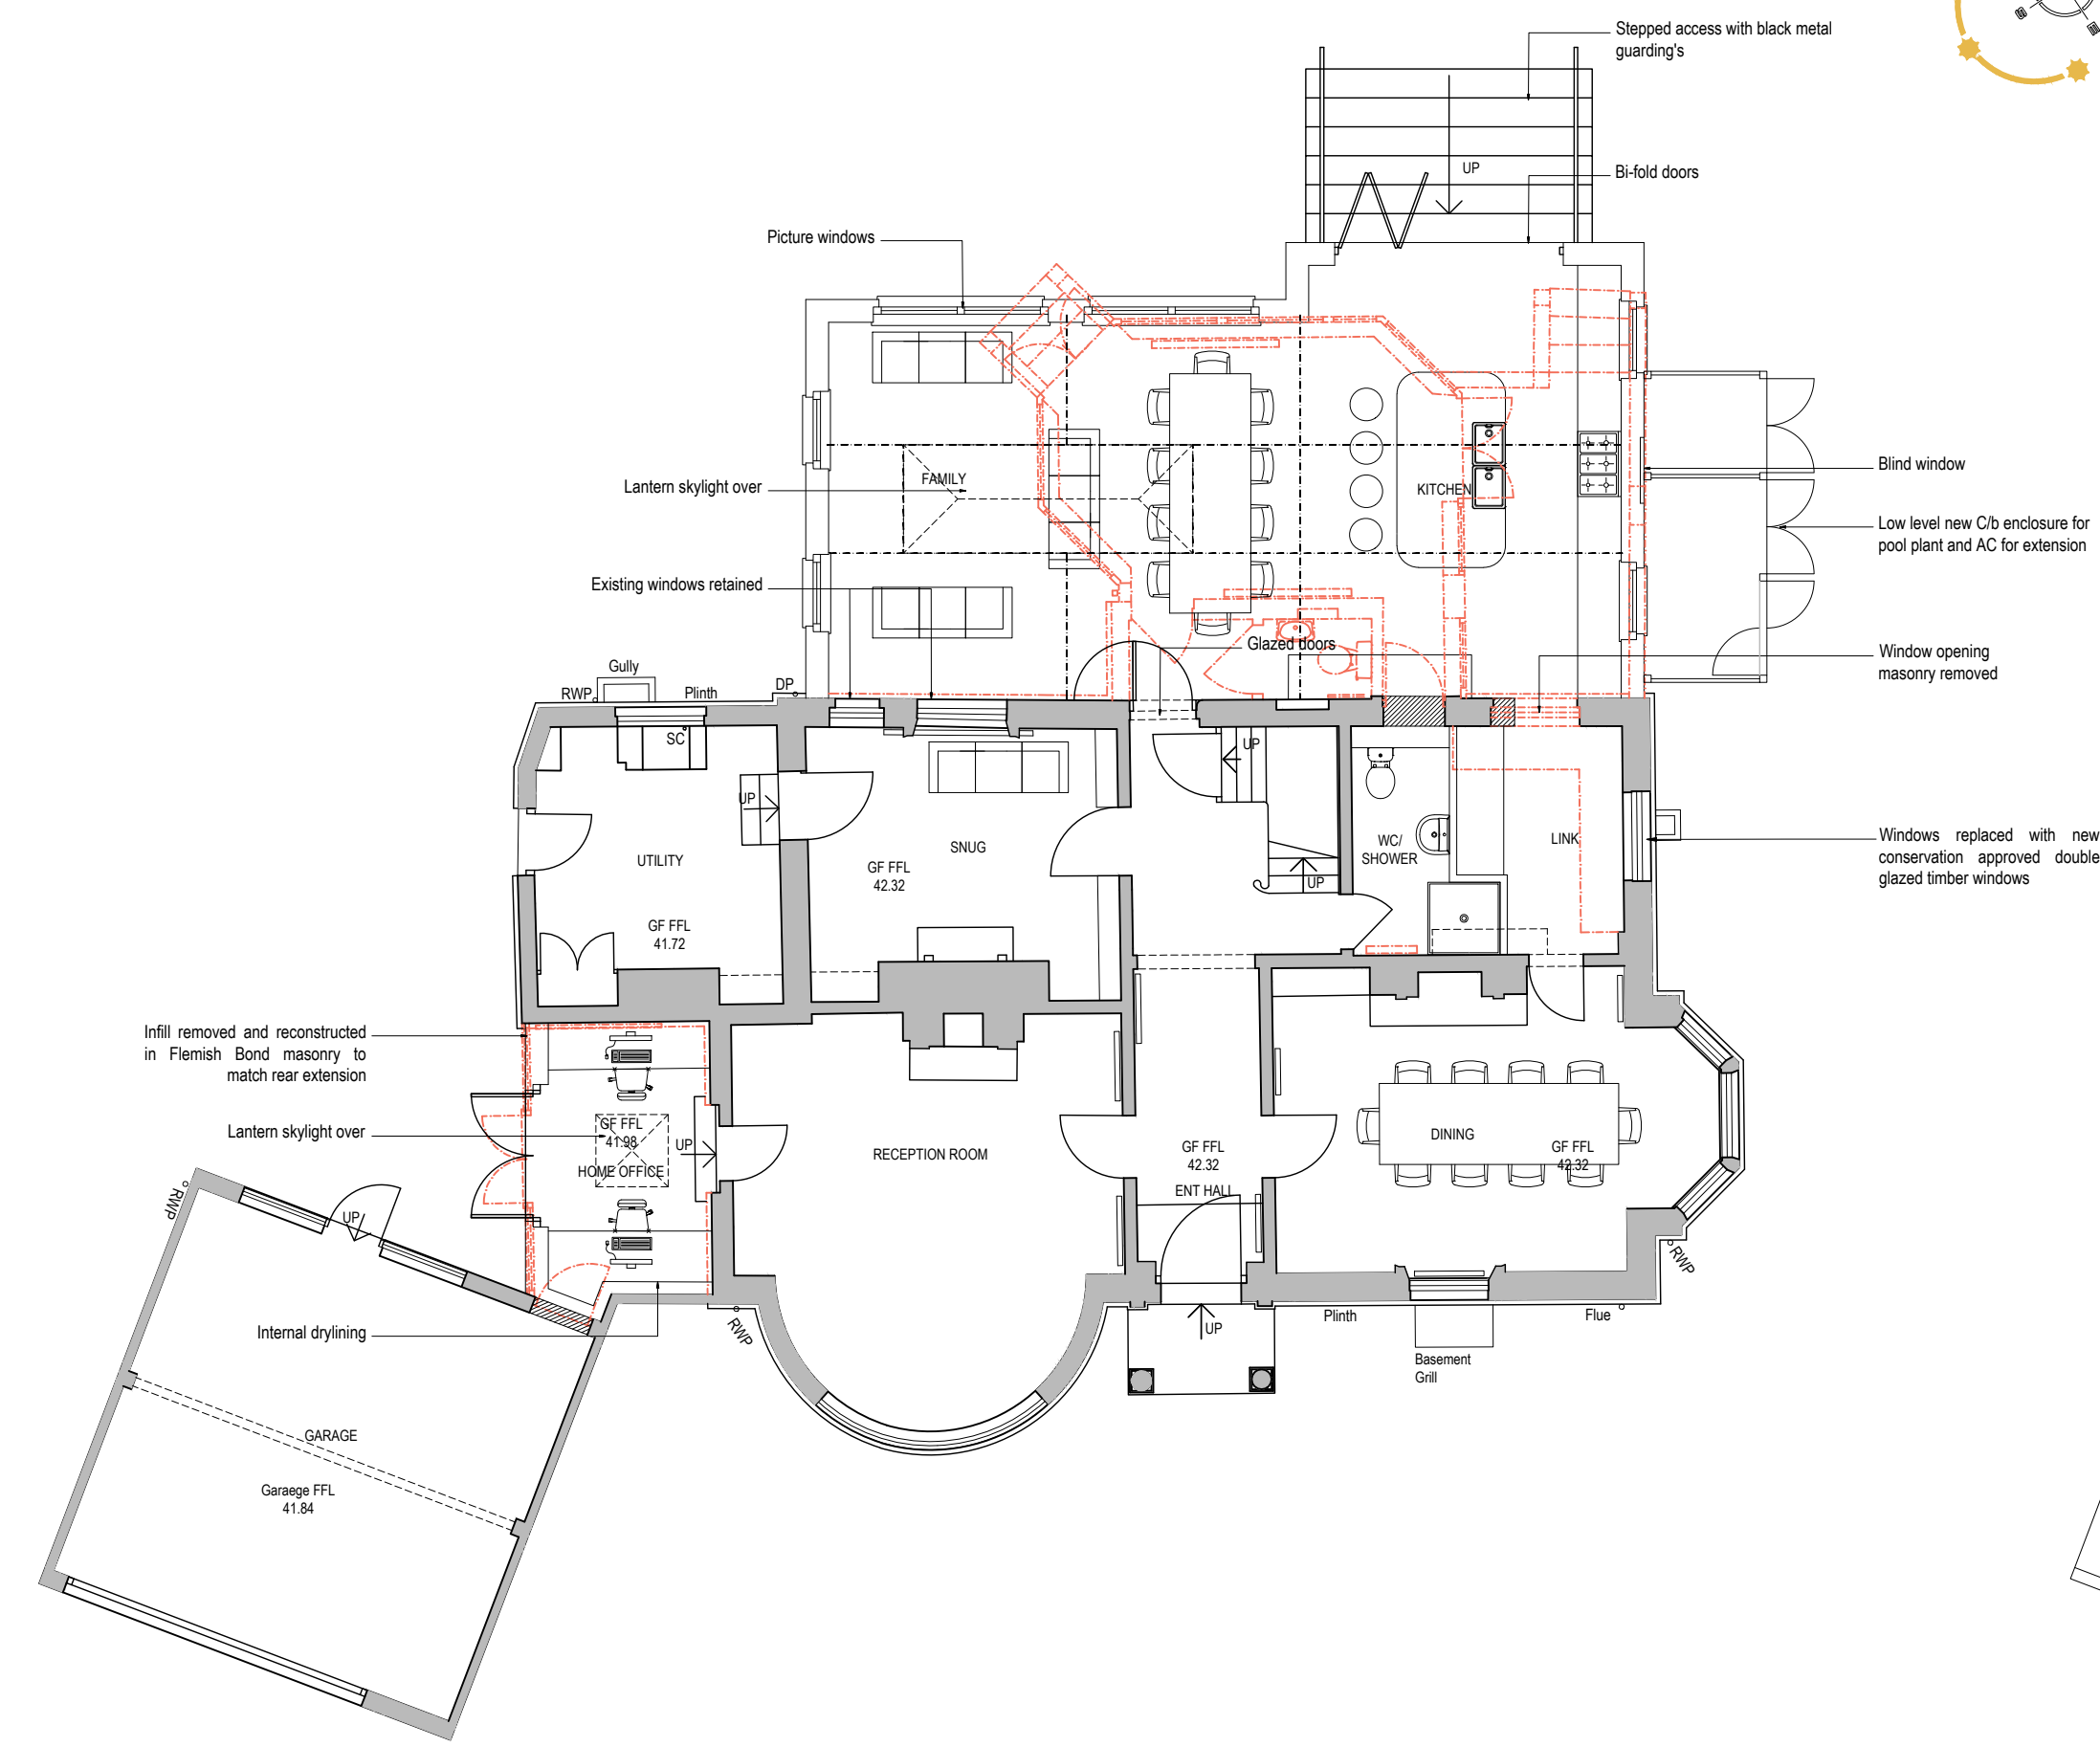 S
E
Stepped access with black metal
guarding's
UP
Bi-fold doors
Picture windows
Lantern skylight over
FAMILY
KITCHEN
Blind window
Low level new C/b enclosure for
pool plant and AC for extension
Existing windows retained
Glazed doors
Window opening
masonry removed
Gully
RWP
Plinth
DP
SC
UP
UP
UP
UTILITY
SNUG
GF FFL
42.32
WC/
SHOWER
LINK
Windows replaced with new
conservation approved double
glazed timber windows
GF FFL
41.72
Infill removed and reconstructed
in Flemish Bond masonry to
match rear extension
Lantern skylight over
GF FFL
41.98
HOME OFFICE
UP
RECEPTION ROOM
GF FFL
42.32
ENT HALL
DINING
GF FFL
42.32
RWP
UP
RWP
Internal drylining
RWP
UP
Plinth
Flue
Basement
Grill
GARAGE
Garaege FFL
41.84